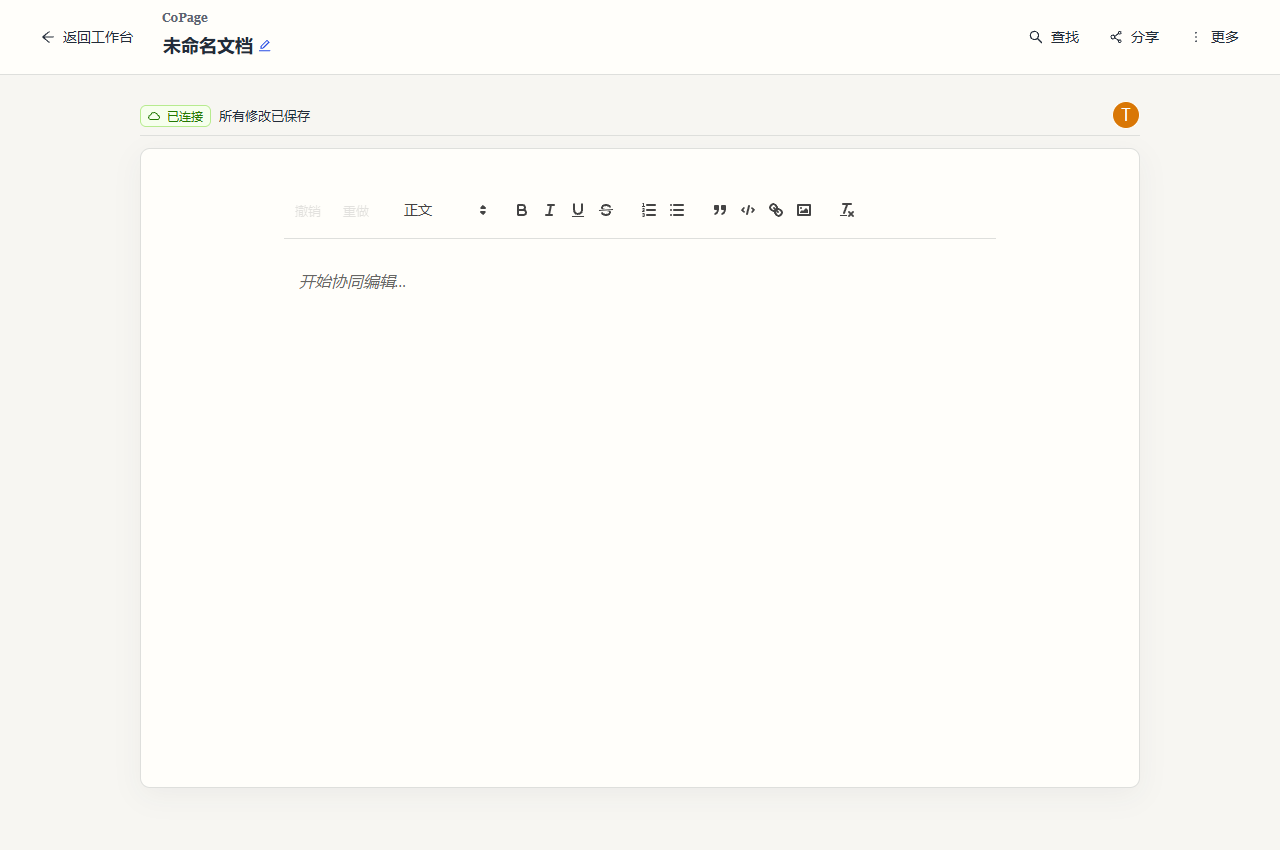 CoPage
返回工作台
未命名文档
查找
分享
更多
已连接 所有修改已保存
T
撤销 重做 正文
开始协同编辑...